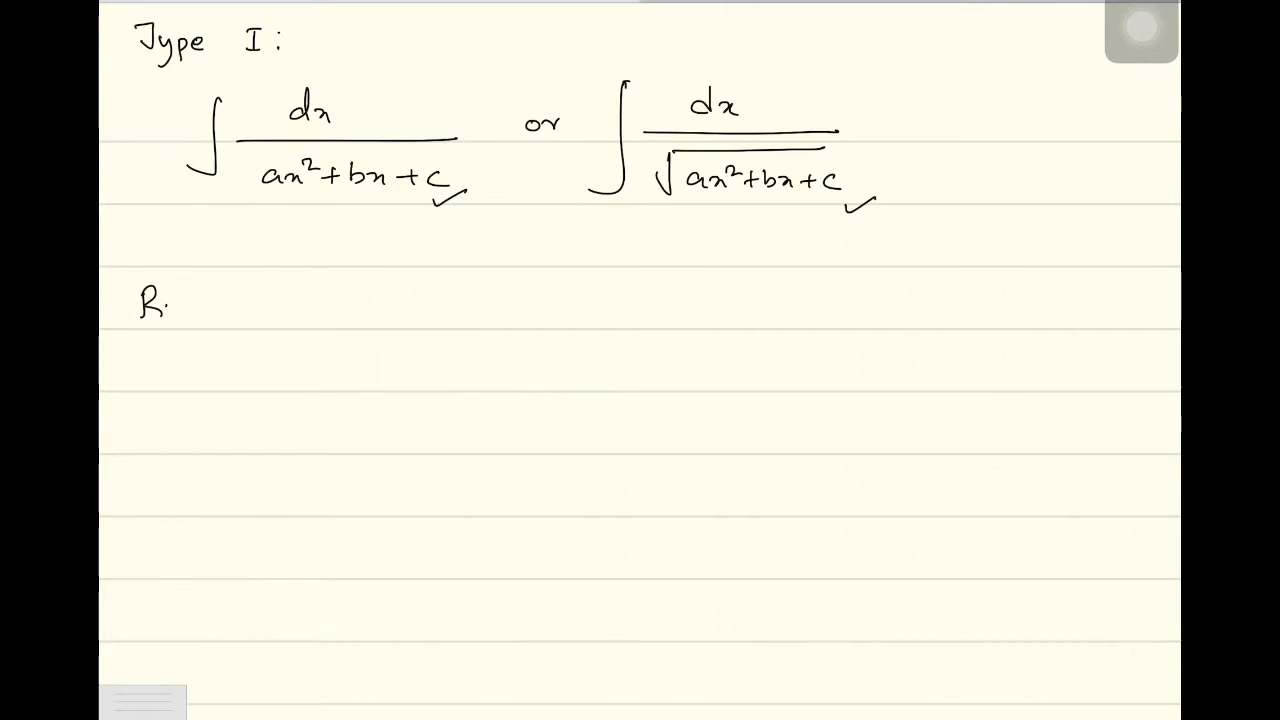 Type I:
∫ dx / (ax²+bx+c) or ∫ dx / √(ax²+bx+c)
R.